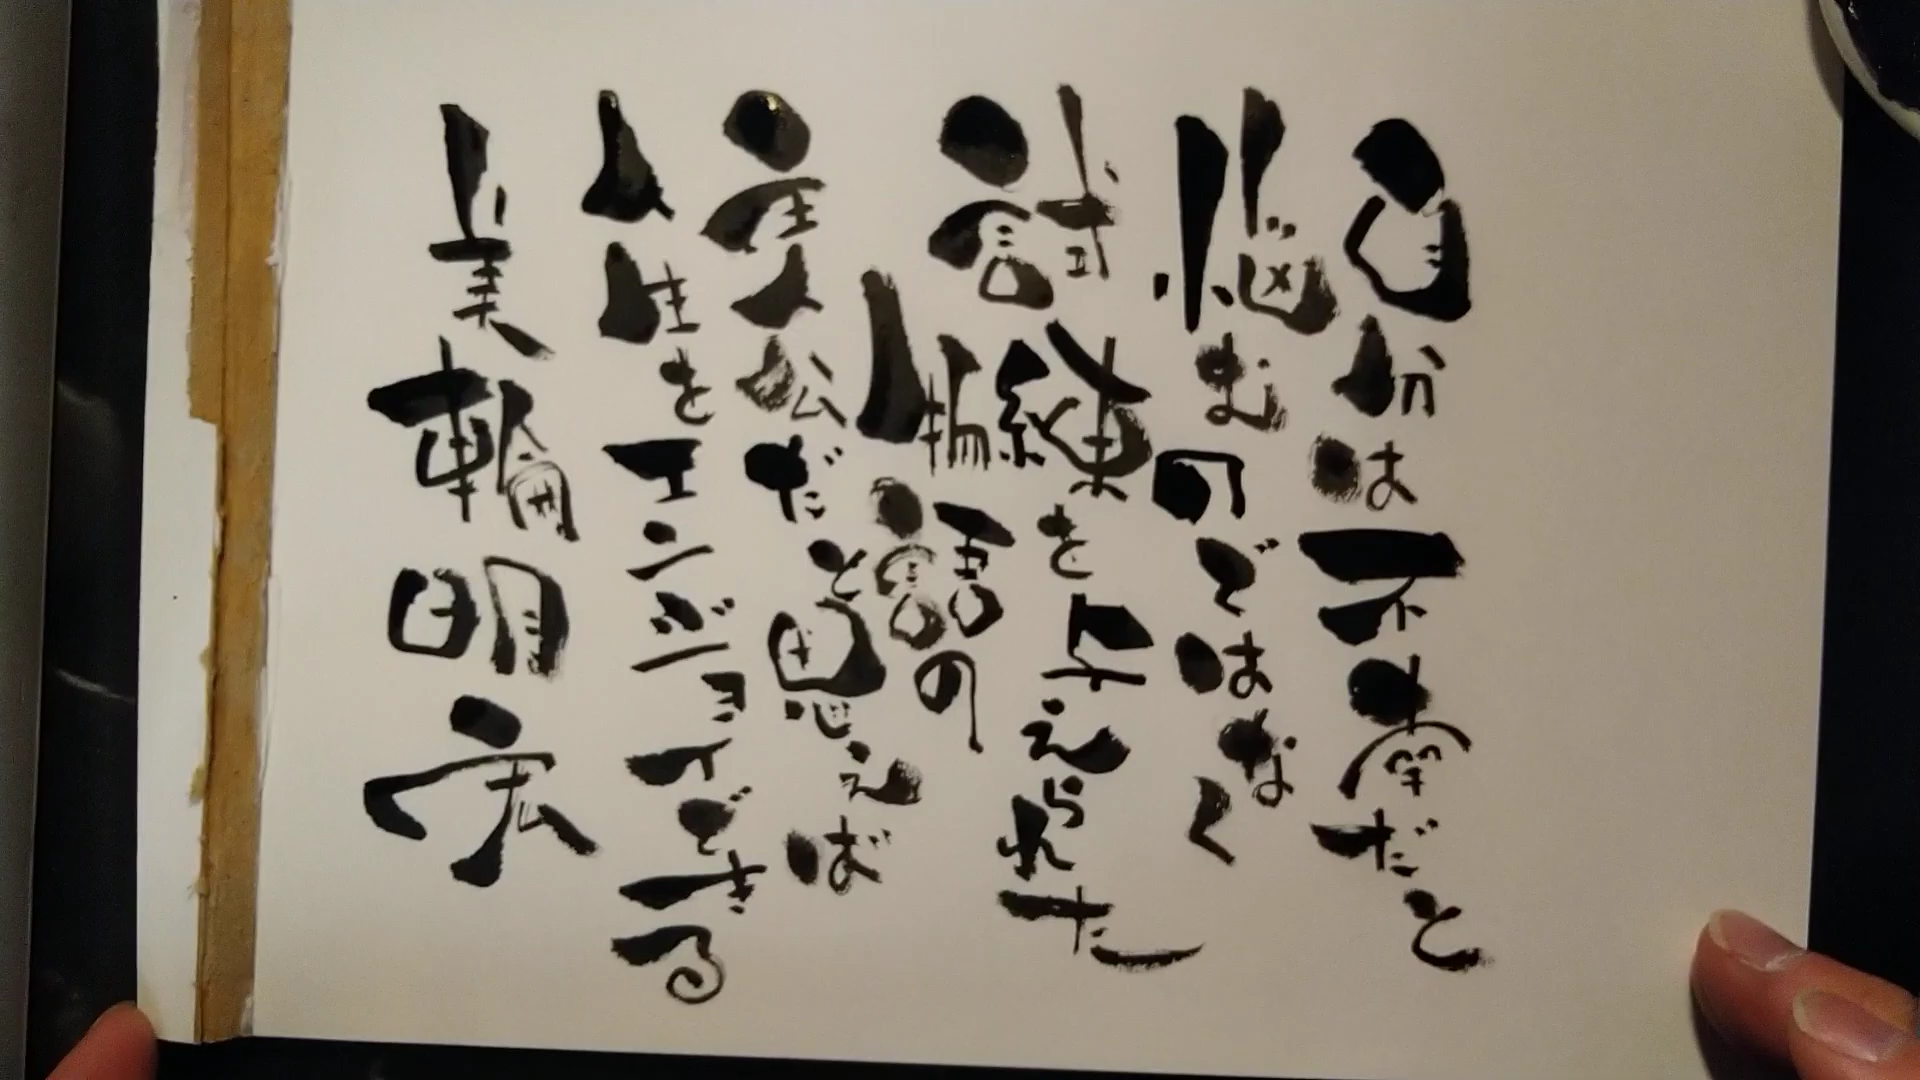 自分は不幸だと
悩むのではなく
試練を与えられた
物語の
主人公だと思えば
人生をエンジョイできる
美輪明宏